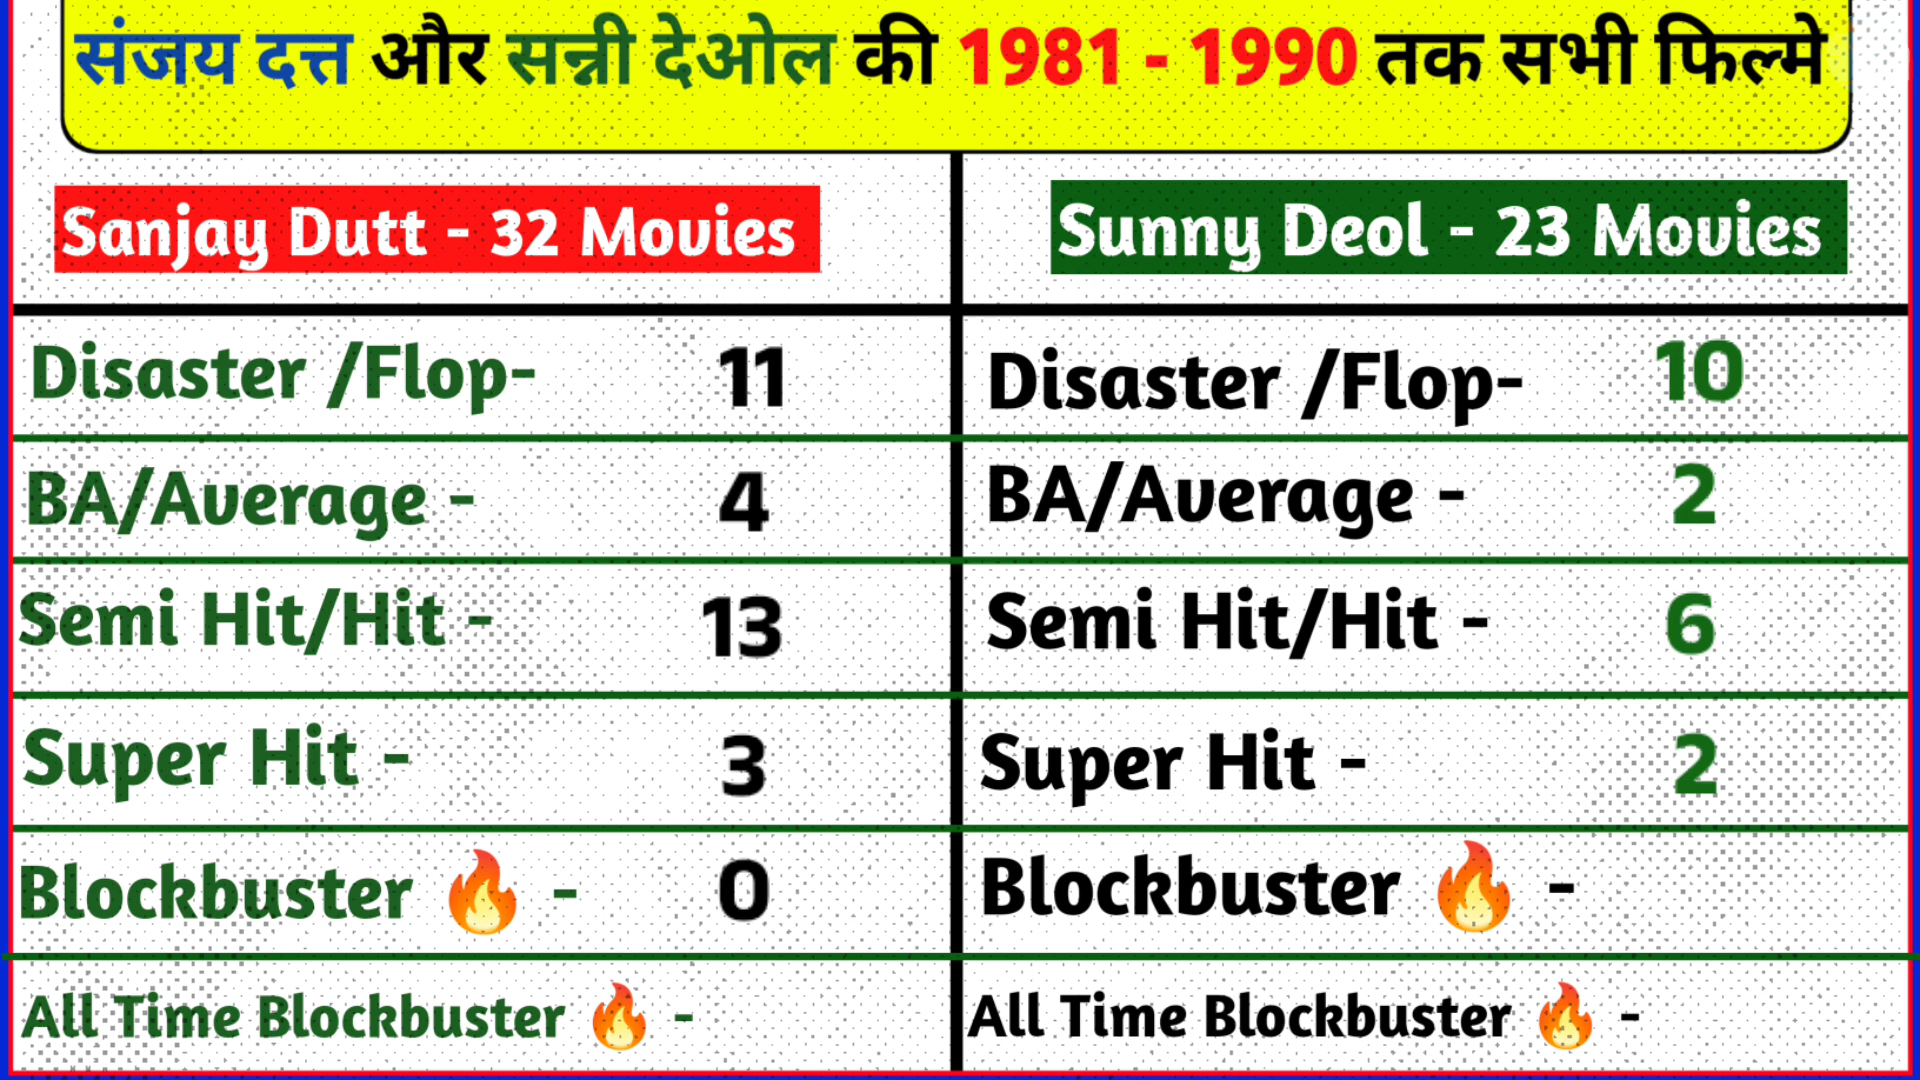 संजय दत्त और सन्नी देओल की 1981 - 1990 तक सभी फिल्मे
Sanjay Dutt - 32 Movies
Sunny Deol - 23 Movies
Disaster /Flop- 11
Disaster /Flop- 10
BA/Average - 4
BA/Average - 2
Semi Hit/Hit - 13
Semi Hit/Hit - 6
Super Hit - 3
Super Hit - 2
Blockbuster 🔥 - 0
Blockbuster 🔥 -
All Time Blockbuster 🔥 -
All Time Blockbuster 🔥 -